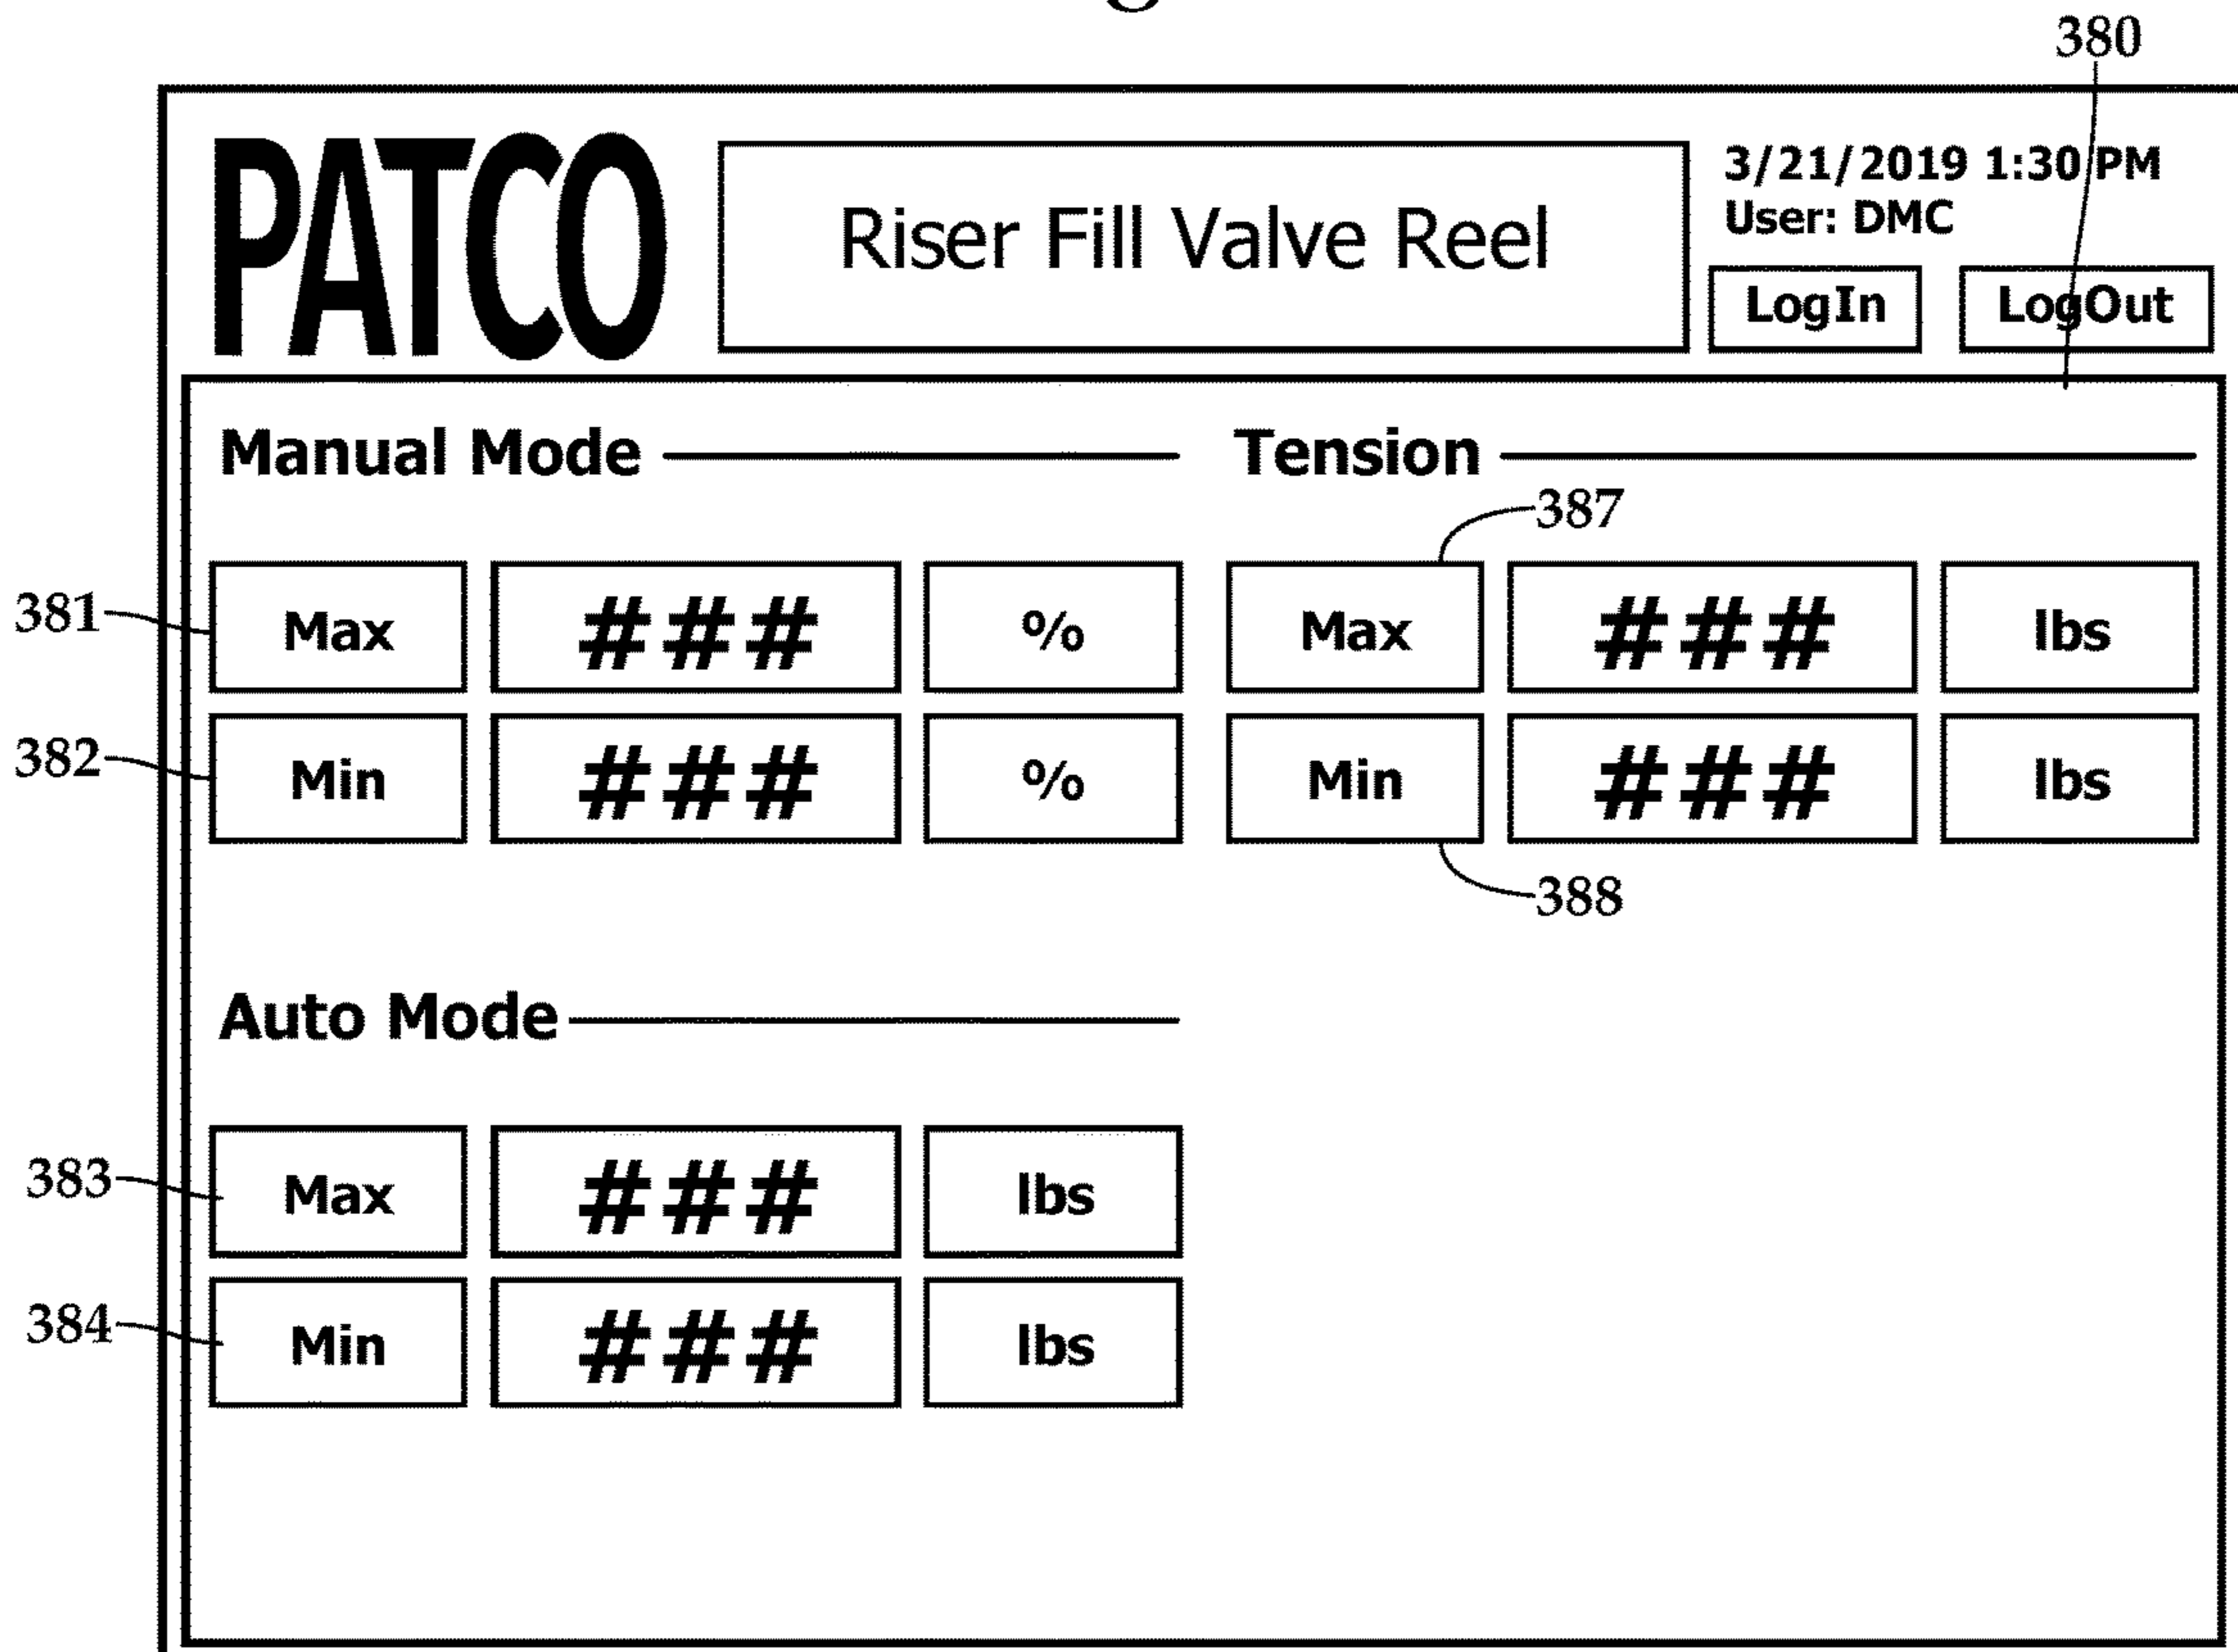 380
PATCO
Riser Fill Valve Reel
3/21/2019 1:30 PM
User: DMC
LogIn LogOut
Manual Mode Tension
387
381 Max ### % Max ### lbs
382 Min ### % Min ### lbs
388
Auto Mode
383 Max ### lbs
384 Min ### lbs